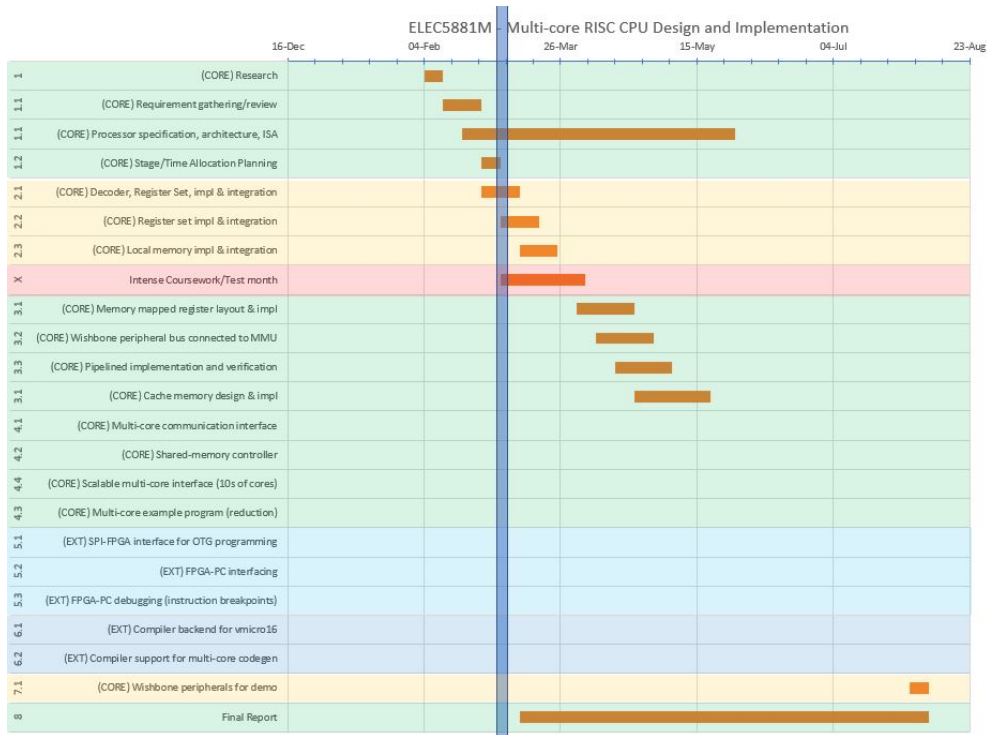 ELEC5881M - Multi-core RISC CPU Design and Implementation
16-Dec 04-Feb 26-Mar 15-May 04-Jul 23-Aug
1 (CORE) Research
1.1 (CORE) Requirement gathering/review
1.1 (CORE) Processor specification, architecture, ISA
1.2 (CORE) Stage/Time Allocation Planning
2.1 (CORE) Decoder, Register Set, impl & integration
2.2 (CORE) Register set impl & integration
2.3 (CORE) Local memory impl & integration
X Intense Coursework/Test month
3.1 (CORE) Memory mapped register layout & impl
3.2 (CORE) Wishbone peripheral bus connected to MMU
3.3 (CORE) Pipelined implementation and verification
3.1 (CORE) Cache memory design & impl
4.1 (CORE) Multi-core communication interface
4.2 (CORE) Shared-memory controller
4.4 (CORE) Scalable multi-core interface (10s of cores)
4.3 (CORE) Multi-core example program (reduction)
5.1 (EXT) SPI-FPGA interface for OTG programming
5.2 (EXT) FPGA-PC interfacing
5.3 (EXT) FPGA-PC debugging (instruction breakpoints)
6.1 (EXT) Compiler backend for vmicro16
6.2 (EXT) Compiler support for multi-core codegen
7.1 (CORE) Wishbone peripherals for demo
8 Final Report